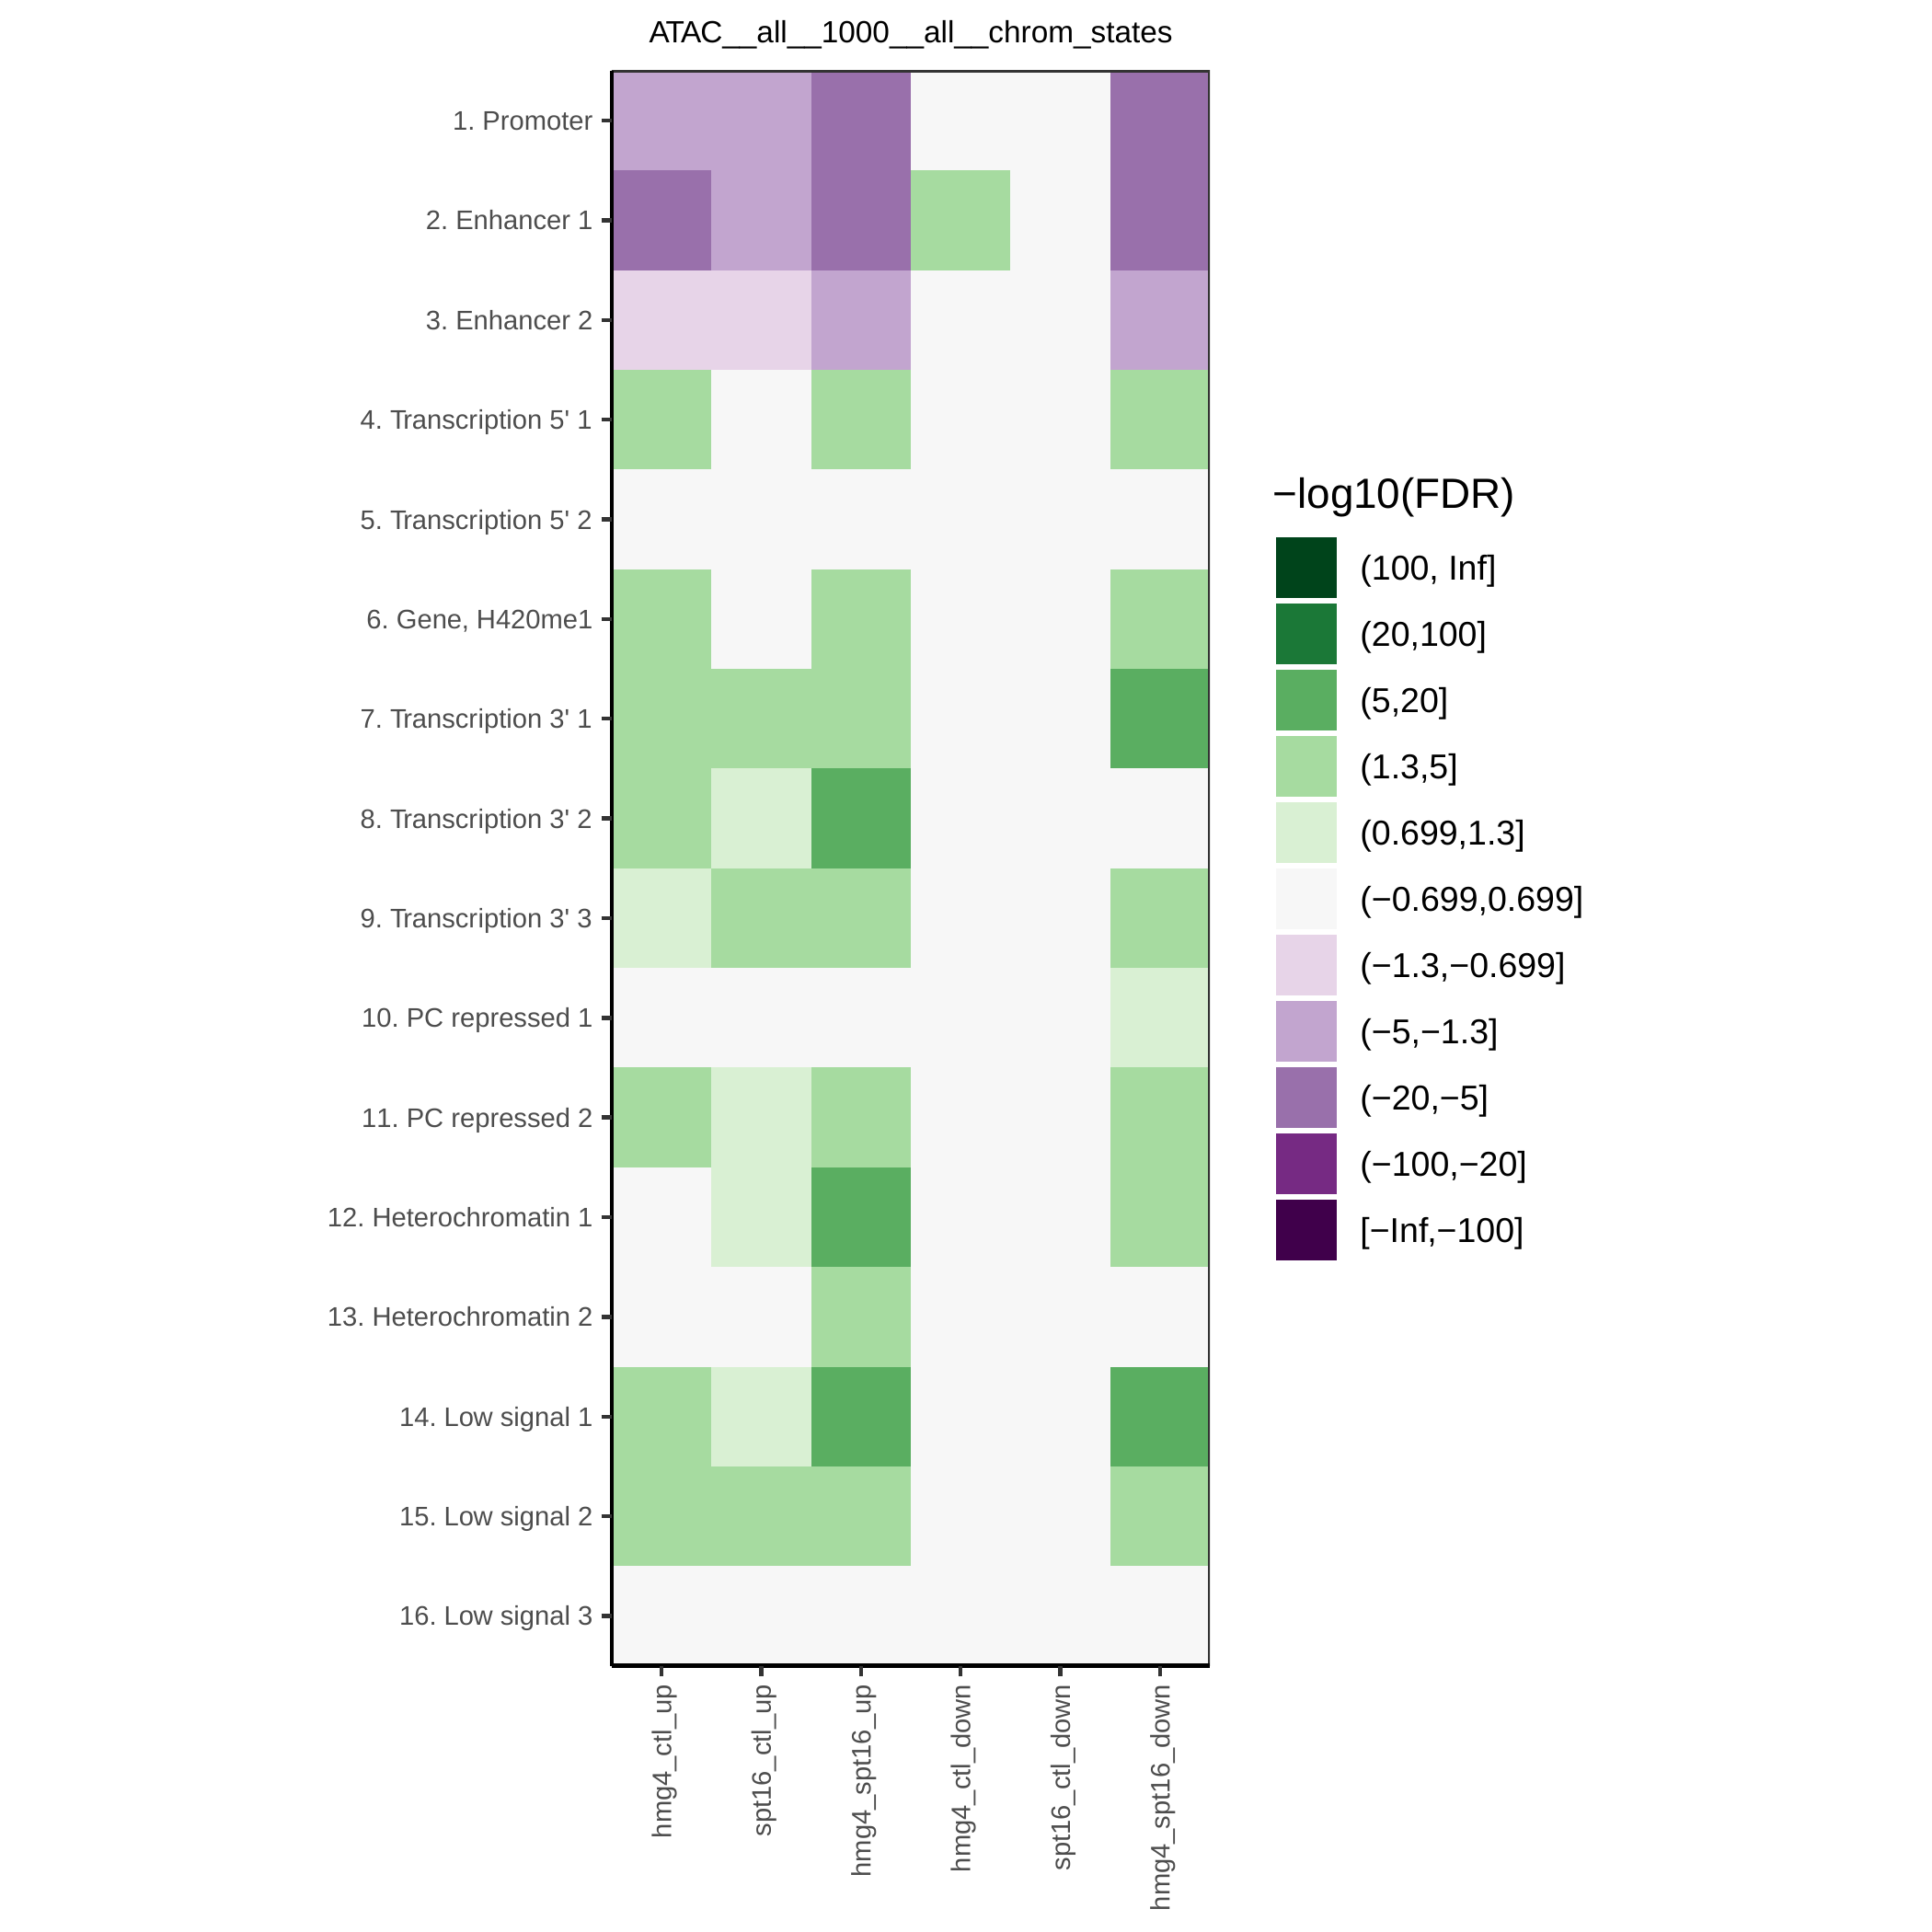 ATAC__all__1000__all__chrom_states
1. Promoter
2. Enhancer 1
3. Enhancer 2
4. Transcription 5' 1
5. Transcription 5' 2
6. Gene, H420me1
7. Transcription 3' 1
8. Transcription 3' 2
9. Transcription 3' 3
10. PC repressed 1
11. PC repressed 2
12. Heterochromatin 1
13. Heterochromatin 2
14. Low signal 1
15. Low signal 2
16. Low signal 3
hmg4_ctl_up
spt16_ctl_up
hmg4_spt16_up
hmg4_ctl_down
spt16_ctl_down
hmg4_spt16_down
−log10(FDR)
(100, Inf]
(20,100]
(5,20]
(1.3,5]
(0.699,1.3]
(−0.699,0.699]
(−1.3,−0.699]
(−5,−1.3]
(−20,−5]
(−100,−20]
[−Inf,−100]